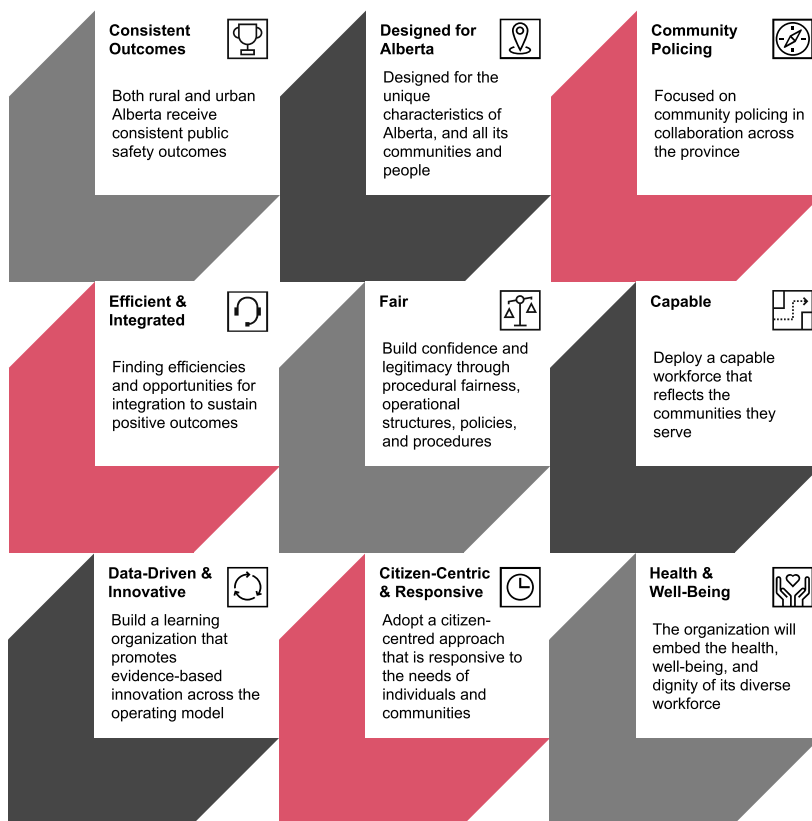 Consistent
Outcomes
Both rural and urban
Alberta receive
consistent public
safety outcomes
Designed for
Alberta
Designed for the
unique
characteristics of
Alberta, and all its
communities and
people
Community
Policing
Focused on
community policing in
collaboration across
the province
Efficient &
Integrated
Finding efficiencies
and opportunities for
integration to sustain
positive outcomes
Fair
Build confidence and
legitimacy through
procedural fairness,
operational
structures, policies,
and procedures
Capable
Deploy a capable
workforce that
reflects the
communities they
serve
Data-Driven &
Innovative
Build a learning
organization that
promotes
evidence-based
innovation across the
operating model
Citizen-Centric
& Responsive
Adopt a citizen-
centred approach
that is responsive to
the needs of
individuals and
communities
Health &
Well-Being
The organization will
embed the health,
well-being, and
dignity of its diverse
workforce